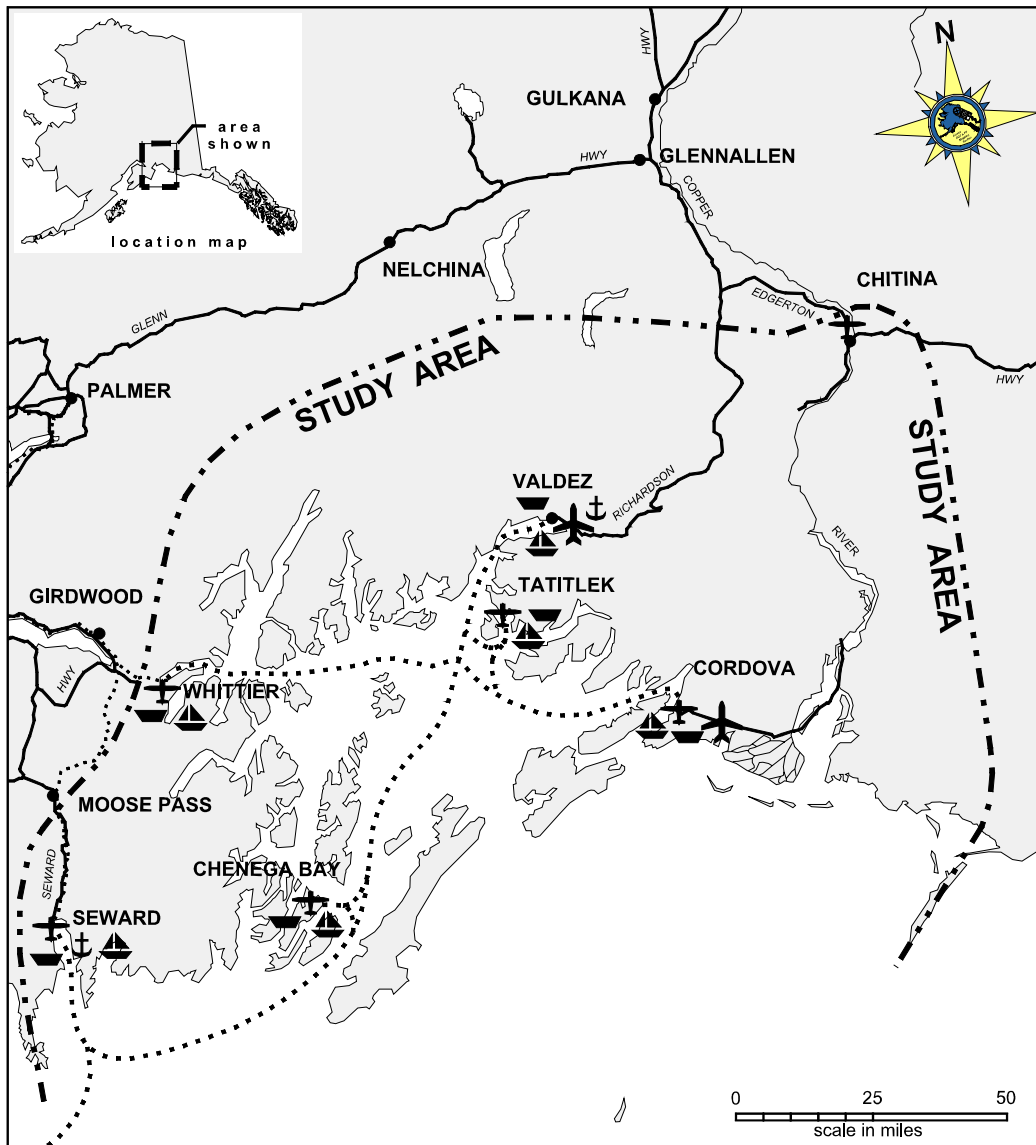 HWY
N
GULKANA
area
shown
HWY
GLENNALLEN
COPPER
location map
NELCHINA
CHITINA
EDGERTON
GLENN
STUDY AREA
HWY
PALMER
STUDY AREA
VALDEZ
RICHARDSON
RIVER
TATITLEK
GIRDWOOD
CORDOVA
HWY
WHITTIER
MOOSE PASS
SEWARD
CHENEGA BAY
SEWARD
0 25 50
scale in miles